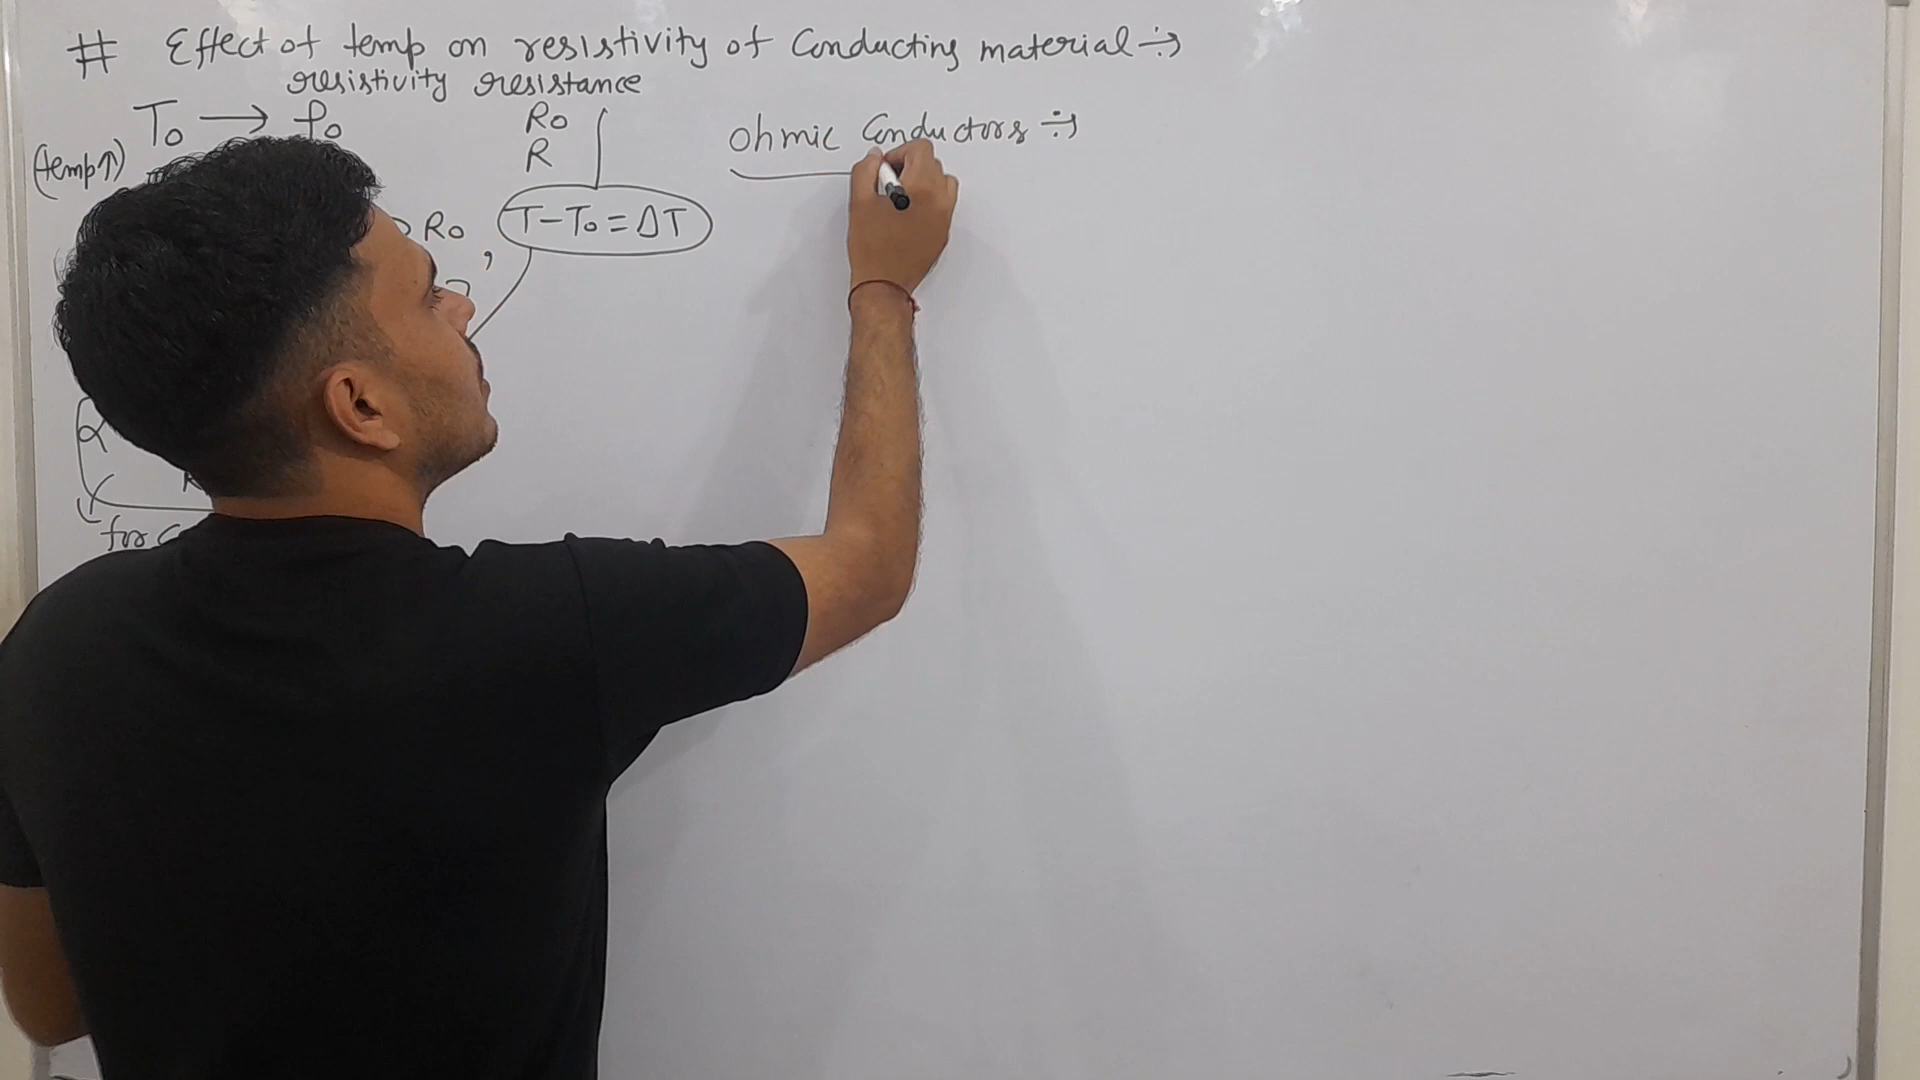 # Effect of temp on resistivity of Conducting material ÷→
resistivity resistance
T₀ → ρ₀
(temp↑)
R₀
R
R₀ , T-T₀=ΔT
α
for
Ohmic Conductors ÷→